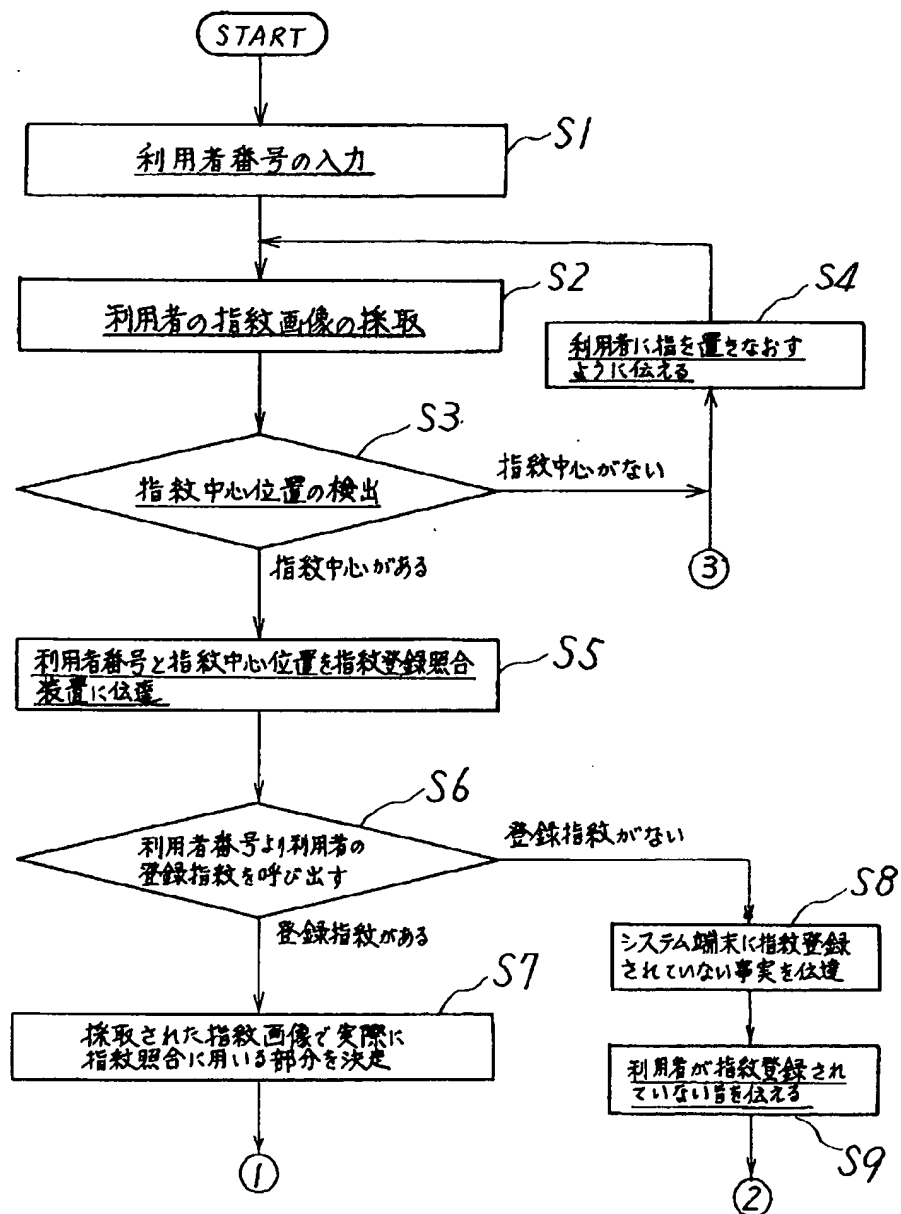 START
S1
利用者番号の入力
S2
利用者の指紋画像の採取
S4
利用者に指を置きなおす
ように伝える
S3
指紋中心位置の検出
指紋中心がない
③
指紋中心がある
S5
利用者番号と指紋中心位置を指紋登録照合
装置に伝達
S6
利用者番号より利用者の
登録指紋を呼び出す
登録指紋がない
登録指紋がある
S8
システム端末に指紋登録
されていない事実を伝達
S7
採取された指紋画像で実際に
指紋照合に用いる部分を決定
利用者が指紋登録され
ていない旨を伝える
S9
①
②